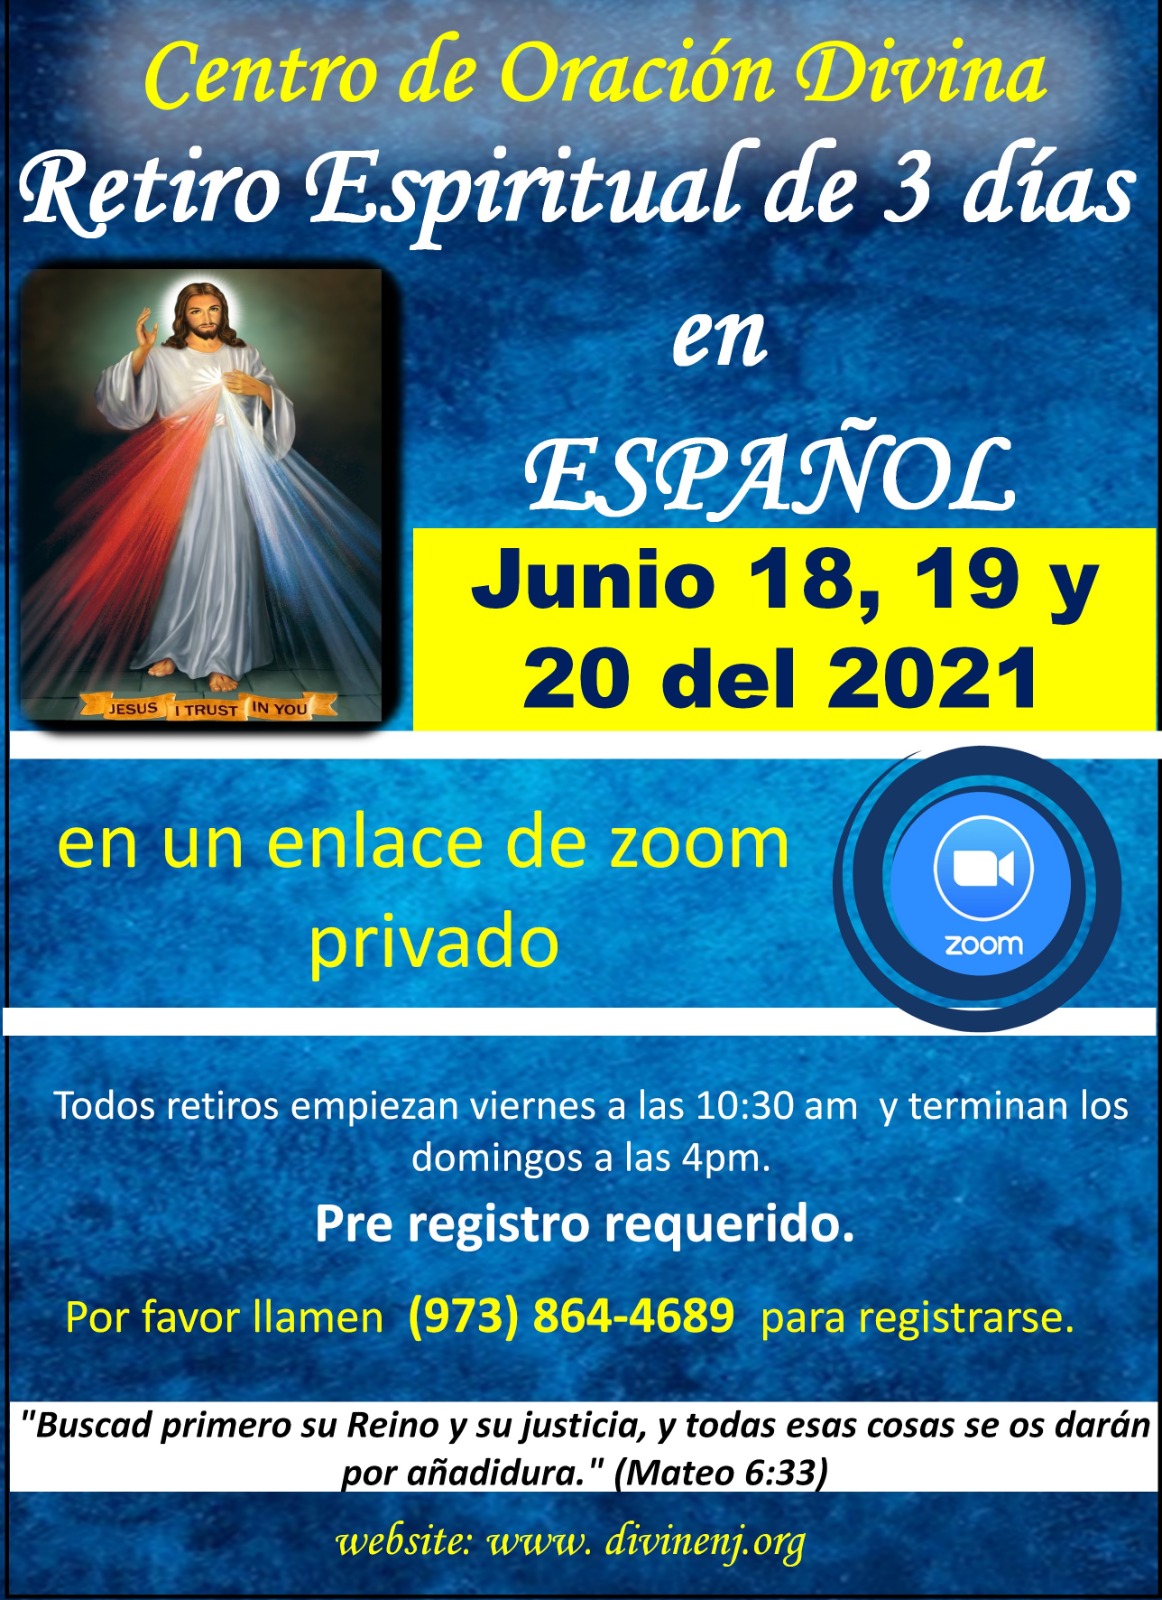 Centro de Oración Divina
Retiro Espiritual de 3 días
en
ESPAÑOL
JESUS I TRUST IN YOU
Junio 18, 19 y
20 del 2021
en un enlace de zoom
privado
zoom
Todos retiros empiezan viernes a las 10:30 am y terminan los
domingos a las 4pm.
Pre registro requerido.
Por favor llamen (973) 864-4689 para registrarse.
"Buscad primero su Reino y su justicia, y todas esas cosas se os darán
por añadidura." (Mateo 6:33)
website: www. divinenj.org